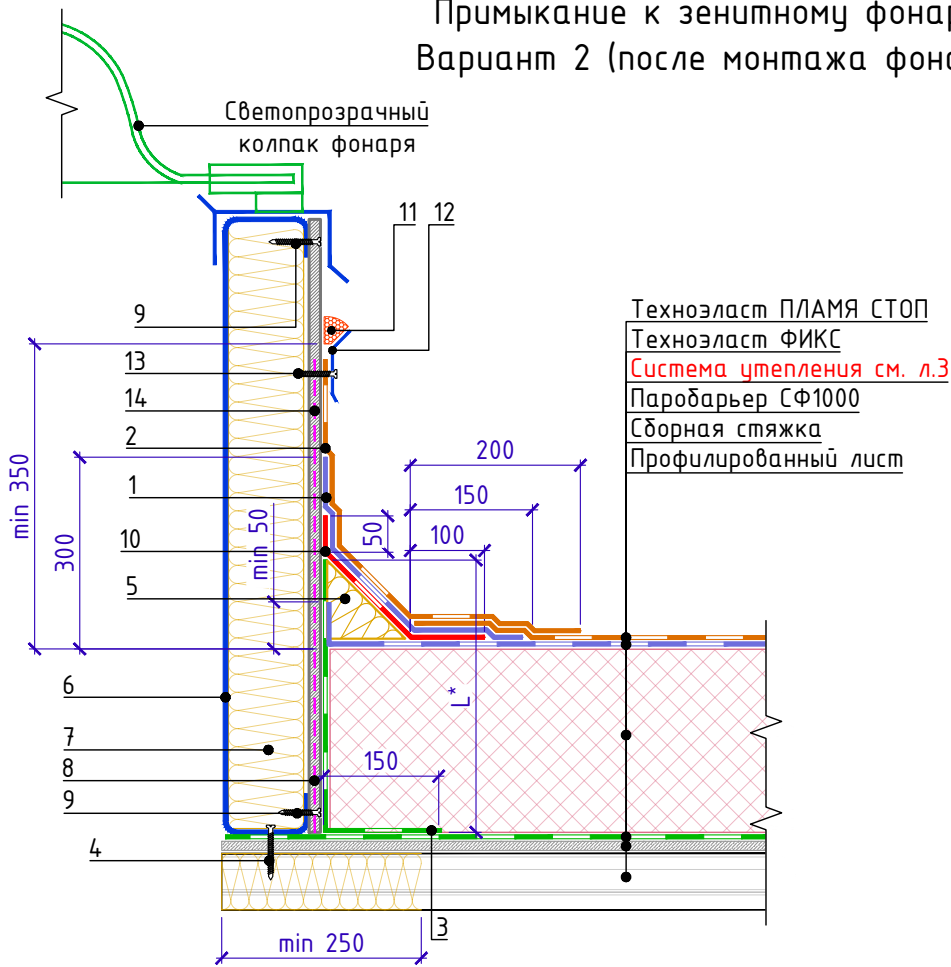 Примыкание к зенитному фонар
Вариант 2 (после монтажа фона
Светопрозрачный
колпак фонаря
11 12
9
13
14
2
1
10
5
6
7
8
9
4
3
Техноэласт ПЛАМЯ СТОП
Техноэласт ФИКС
Система утепления см. л.3
Паробарьер СФ1000
Сборная стяжка
Профилированный лист
min 350
300
min 50
50
200
150
100
L*
150
min 250